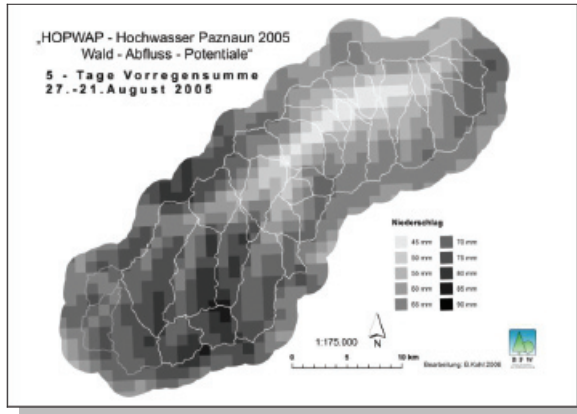 „HOPWAP - Hochwasser Paznaun 2005
Wald - Abfluss - Potentiale“
5 - Tage Vorregensumme
27.-21.August 2005
Niederschlag
45 mm 70 mm
50 mm 75 mm
55 mm 80 mm
60 mm 85 mm
65 mm 90 mm
1:175.000
N
0 5 10 km
Bearbeitung: B.Kohl 2006
BFW